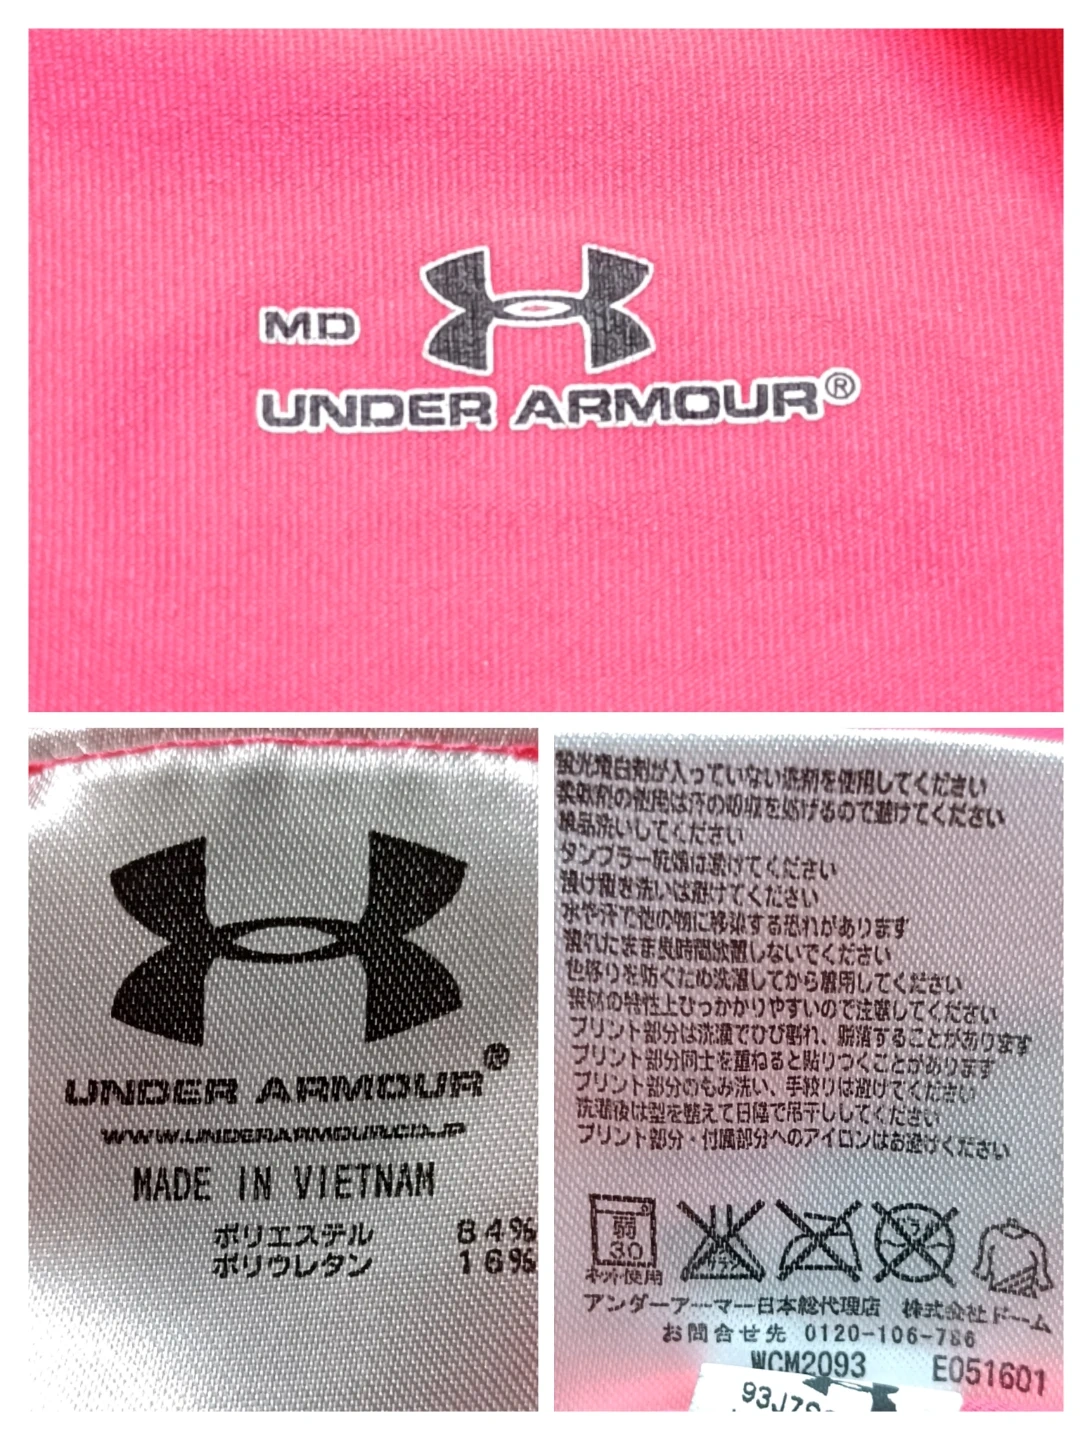 MD
UNDER ARMOUR®
UNDER ARMOUR®
WWW.UNDERARMOUR.CO.JP
MADE IN VIETNAM
ポリエステル 84%
ポリウレタン 16%
蛍光増白剤が入っていない洗剤を使用してください
柔軟剤の使用は汗の吸収を妨げるので避けてください
単品洗いしてください
タンブラー乾燥は避けてください
浸け置き洗いは避けてください
水や汗で他の物に移染する恐れがあります
濡れたまま長時間放置しないでください
色移りを防ぐため洗濯してから着用してください
素材の特性上ひっかかりやすいので注意してください
プリント部分は洗濯でひび割れ、脱落することがあります
プリント部分同士を重ねると貼りつくことがあります
プリント部分のもみ洗い、手絞りは避けてください
洗濯後は型を整えて日陰で吊干ししてください
プリント部分・付属部分へのアイロンはお避けください
弱
30
ネット使用
アンダーアーマー日本総代理店 株式会社ドーム
お問合せ先 0120-106-786
WCM2093 E051601